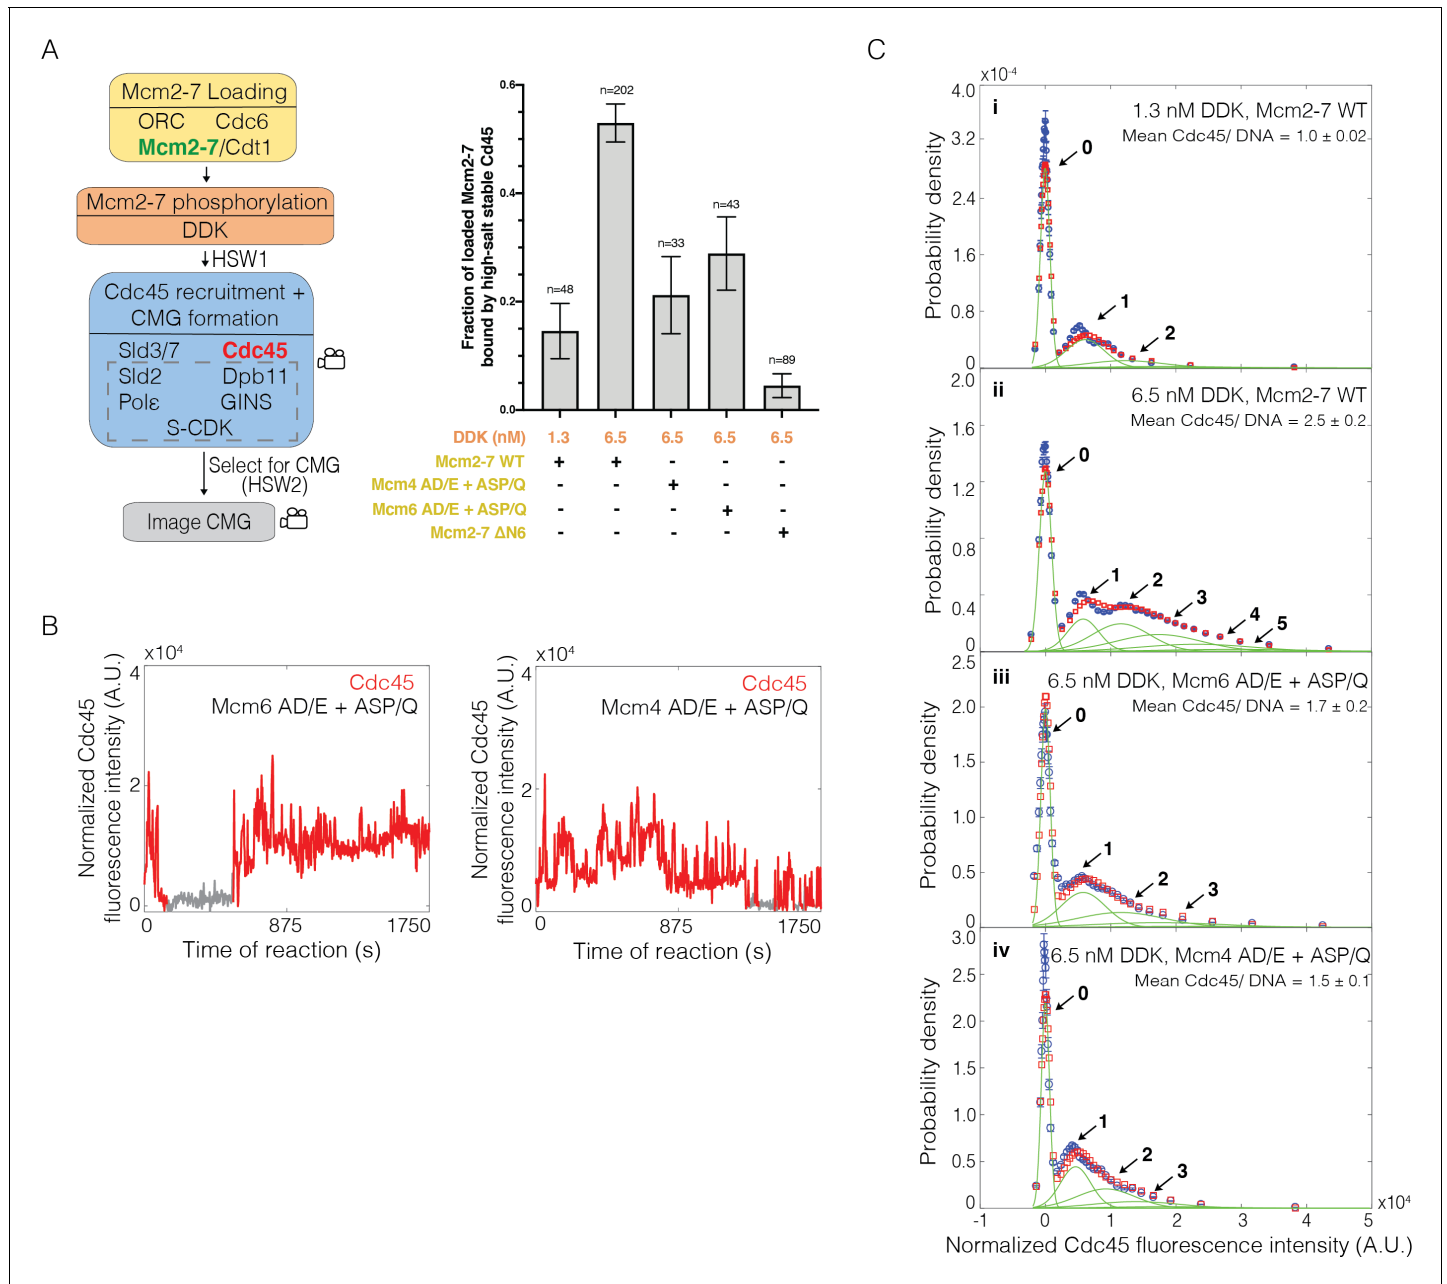 A
Mcm2-7 Loading
ORC Cdc6
Mcm2-7/Cdt1
Mcm2-7 phosphorylation
DDK
HSW1
Cdc45 recruitment +
CMG formation
Sld3/7 Cdc45
Sld2 Dpb11
Polε GINS
S-CDK
Select for CMG
(HSW2)
Image CMG
Fraction of loaded Mcm2-7
bound by high-salt stable Cd45
0.6
0.4
0.2
0.0
n=48
n=202
n=33
n=43
n=89
DDK (nM) 1.3 6.5 6.5 6.5 6.5
Mcm2-7 WT + + - - -
Mcm4 AD/E + ASP/Q - - + - -
Mcm6 AD/E + ASP/Q - - - + -
Mcm2-7 ΔN6 - - - - +
B
x10⁴
Cdc45
Mcm6 AD/E + ASP/Q
Normalized Cdc45
fluorescence intensity (A.U.)
2
0
0 875 1750
Time of reaction (s)
x10⁴
Cdc45
Mcm4 AD/E + ASP/Q
Normalized Cdc45
fluorescence intensity (A.U.)
2
0
0 875 1750
Time of reaction (s)
C
x10⁻⁴
i
1.3 nM DDK, Mcm2-7 WT
Mean Cdc45/ DNA = 1.0 ± 0.02
Probability density
4.0
3.2
2.4
1.6
0.8
0
1
2
ii
6.5 nM DDK, Mcm2-7 WT
Mean Cdc45/ DNA = 2.5 ± 0.2
Probability density
2.0
1.6
1.2
0.8
0.4
0
0
1
2
3
4
5
iii
6.5 nM DDK, Mcm6 AD/E + ASP/Q
Mean Cdc45/ DNA = 1.7 ± 0.2
Probability density
2.5
2.0
1.5
1.0
0.5
0
0
1
2
3
iv
6.5 nM DDK, Mcm4 AD/E + ASP/Q
Mean Cdc45/ DNA = 1.5 ± 0.1
Probability density
3.0
2.5
2.0
1.5
1.0
0.5
0
0
1
2
3
-1 0 1 2 3 4 5
x10⁴
Normalized Cdc45 fluorescence intensity (A.U.)